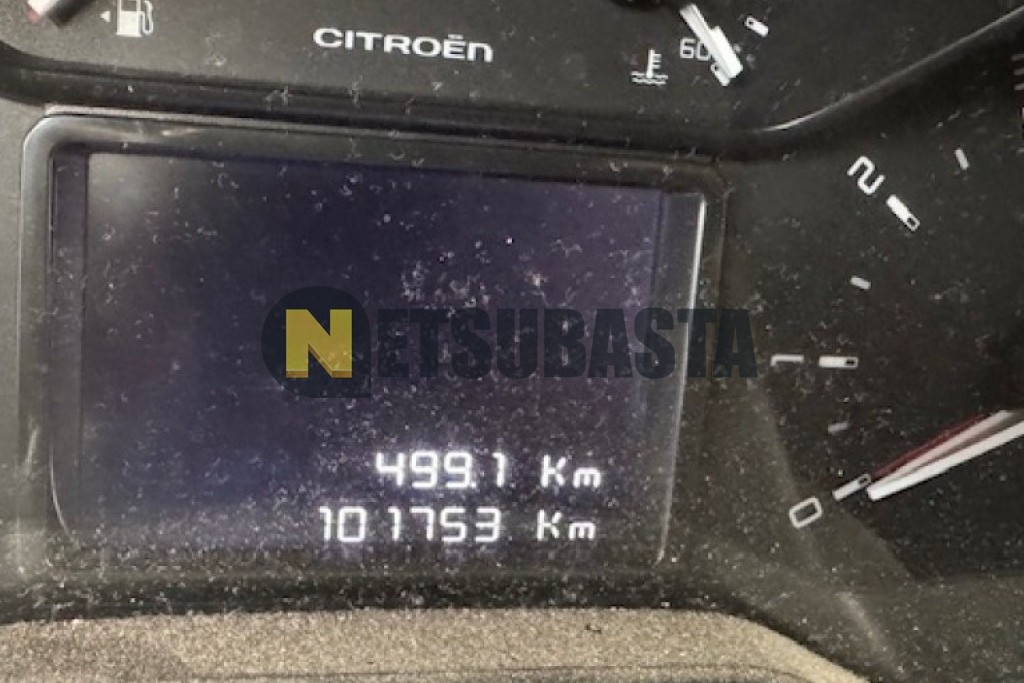 CITROËN
60
2
NETSUBASTA
1
499.1 Km
101753 Km
0